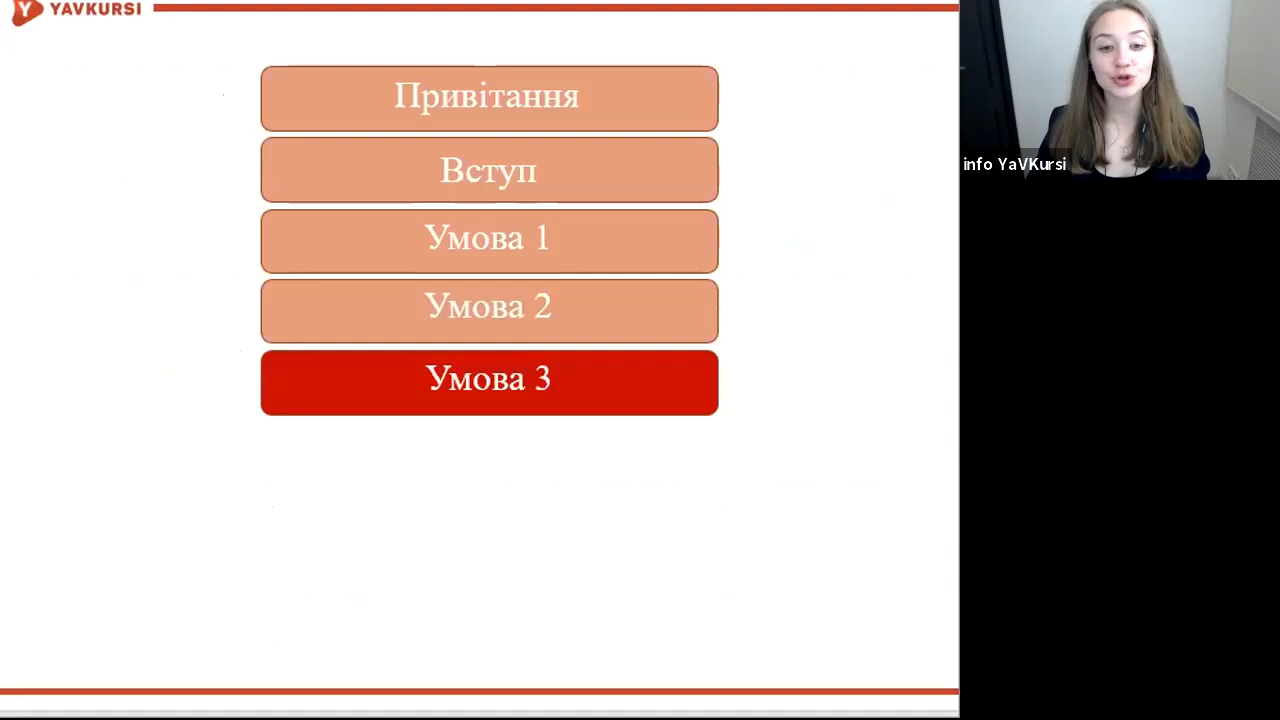 YAVKURSI
Привітання
Вступ
Умова 1
Умова 2
Умова 3
info YaVKursi